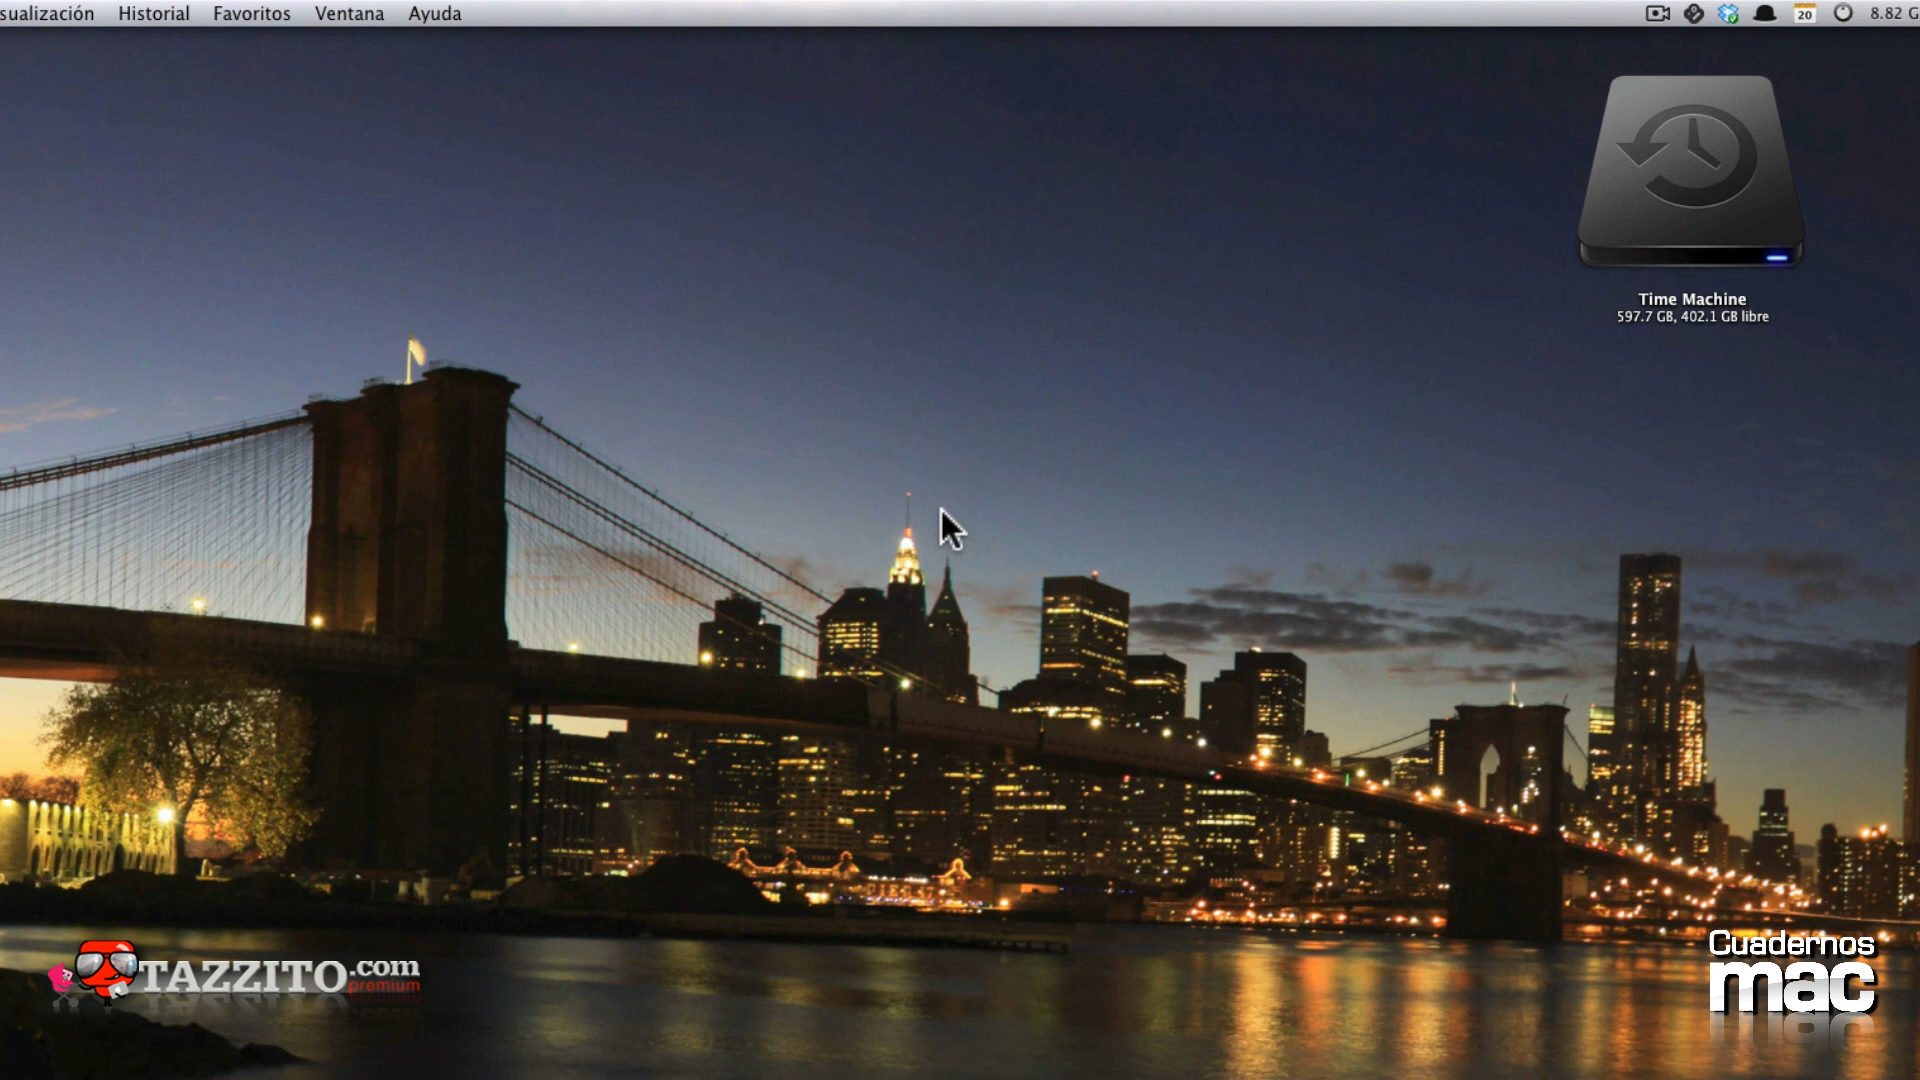 sualización Historial Favoritos Ventana Ayuda 20 8.82 G
Time Machine
597.7 GB, 402.1 GB libre
TAZZITO.com
premium
Cuadernos
mac